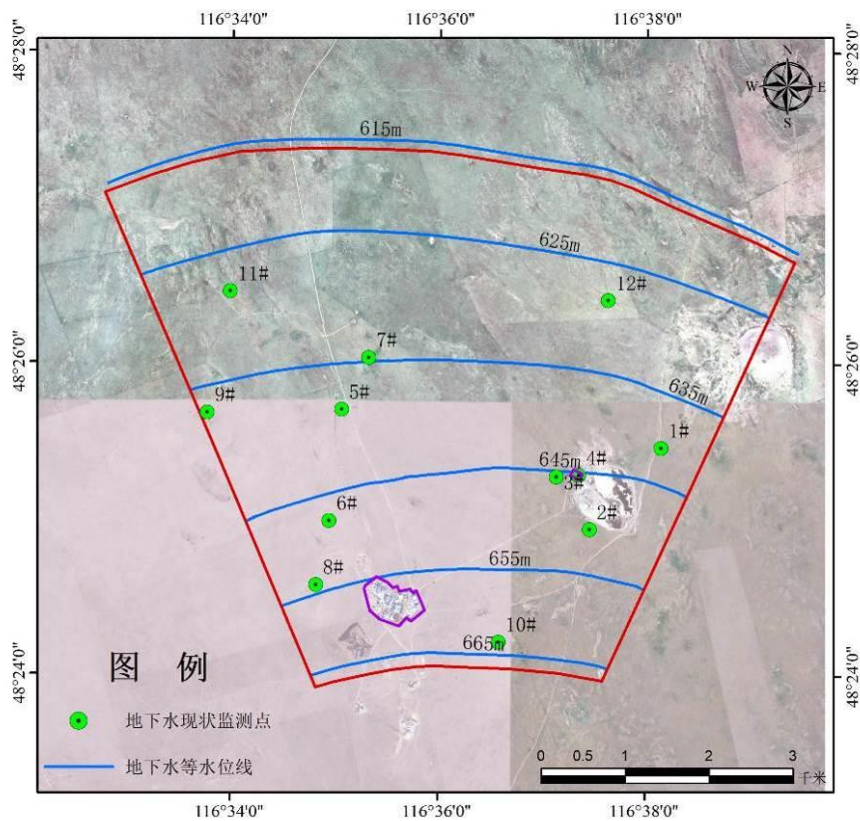 116°34'0" 116°36'0" 116°38'0"
48°28'0" 48°28'0"
N
W E
S
615m
625m
11# 12#
7#
48°26'0" 48°26'0"
9# 5# 635m
1#
645m 4#
3#
6# 2#
8# 655m
10#
665m
图 例
48°24'0" 48°24'0"
地下水现状监测点
地下水等水位线
0 0.5 1 2 3
千米
116°34'0" 116°36'0" 116°38'0"